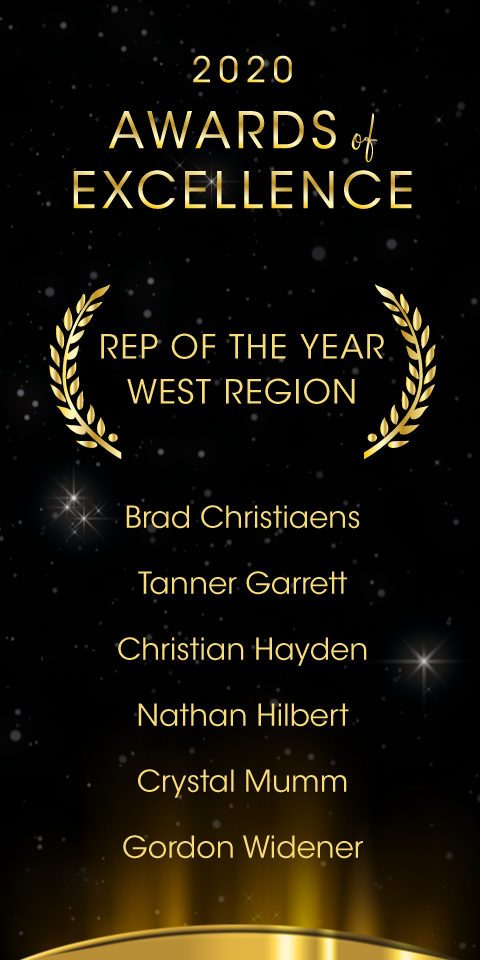 2020
AWARDS of
EXCELLENCE
REP OF THE YEAR
WEST REGION
Brad Christiaens
Tanner Garrett
Christian Hayden
Nathan Hilbert
Crystal Mumm
Gordon Widener